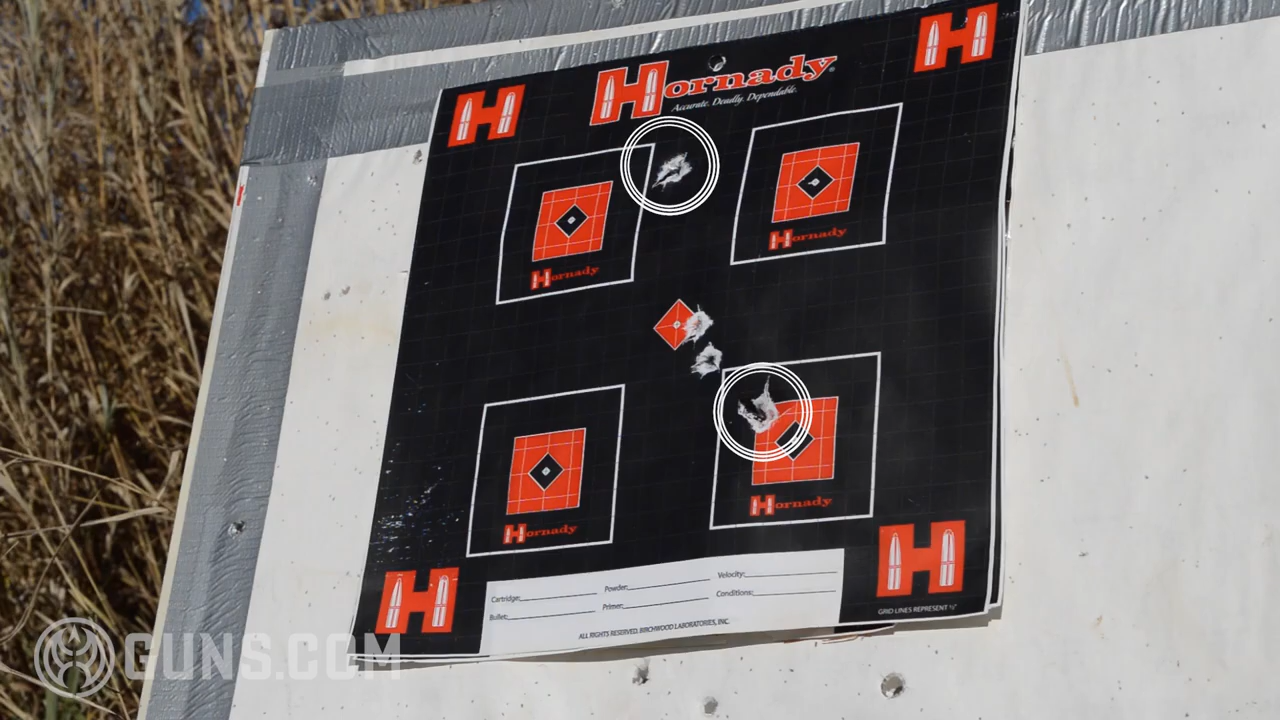 H H
Hornady®
Accurate. Deadly. Dependable.
Hornady
Hornady
Hornady
Hornady
H H
Cartridge: Powder: Velocity:
Bullet: Primer: Conditions:
ALL RIGHTS RESERVED, BIRCHWOOD LABORATORIES, INC.
GRID LINES REPRESENT ½"
GUNS.COM